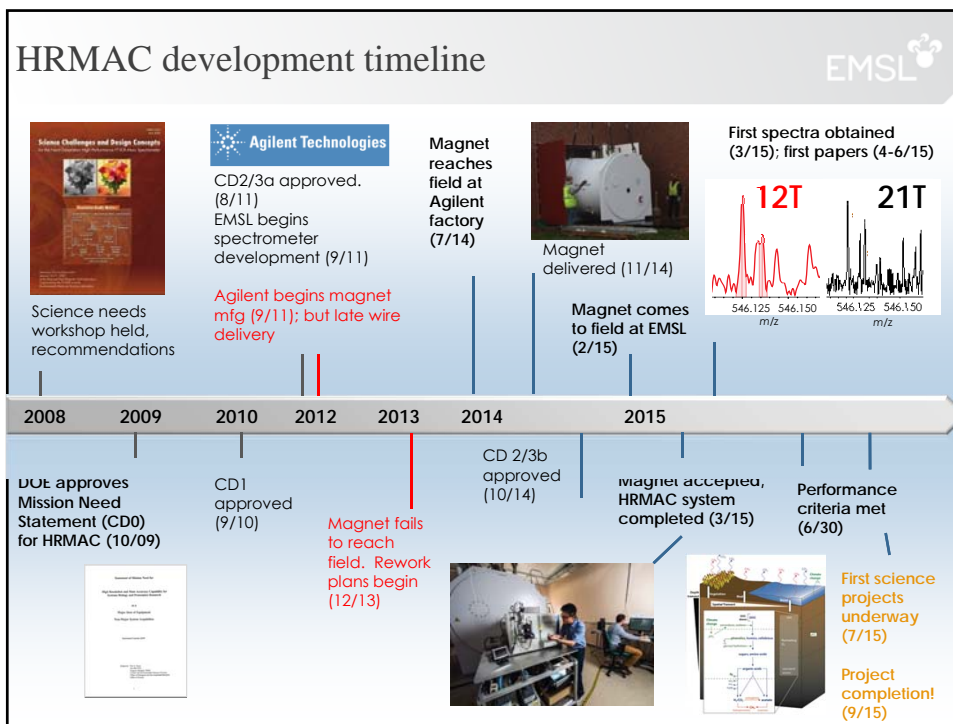 HRMAC development timeline
EMSL
Science Challenges and Design Concepts
Agilent Technologies
CD2/3a approved.
(8/11)
EMSL begins
spectrometer
development (9/11)
Agilent begins magnet
mfg (9/11); but late wire
delivery
Science needs
workshop held,
recommendations
Magnet
reaches
field at
Agilent
factory
(7/14)
Magnet
delivered (11/14)
Magnet comes
to field at EMSL
(2/15)
First spectra obtained
(3/15); first papers (4-6/15)
12T
21T
546.125 546.150
m/z
546.125 546.150
m/z
2008 2009 2010 2012 2013 2014 2015
DOE approves
Mission Need
Statement (CD0)
for HRMAC (10/09)
CD1
approved
(9/10)
Magnet fails
to reach
field. Rework
plans begin
(12/13)
CD 2/3b
approved
(10/14)
Magnet accepted,
HRMAC system
completed (3/15)
Performance
criteria met
(6/30)
First science
projects
underway
(7/15)
Project
completion!
(9/15)